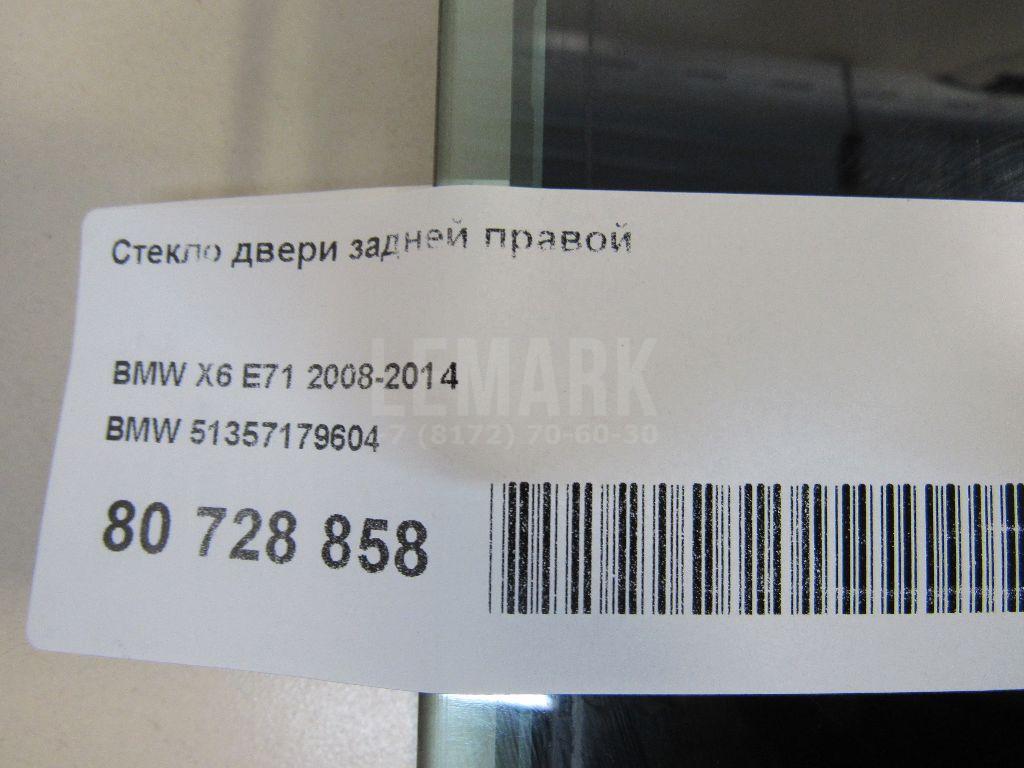 Стекло двери задней правой
BMW X6 E71 2008-2014
LEMARK
BMW 51357179604
7 (8172) 70-60-30
80 728 858